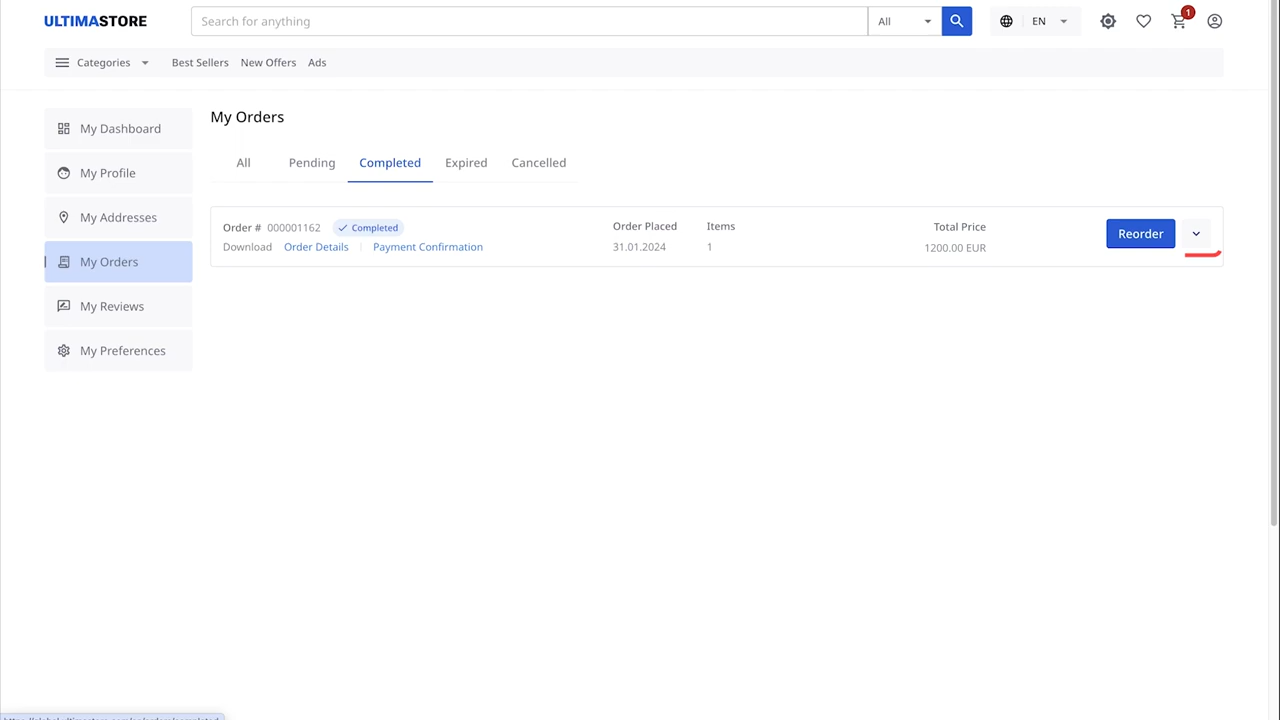 ULTIMASTORE
Search for anything
All
EN
1
Categories
Best Sellers
New Offers
Ads
My Dashboard
My Profile
My Addresses
My Orders
My Reviews
My Preferences
My Orders
All
Pending
Completed
Expired
Cancelled
Order # 000001162
Completed
Download
Order Details
Payment Confirmation
Order Placed
31.01.2024
Items
1
Total Price
1200.00 EUR
Reorder